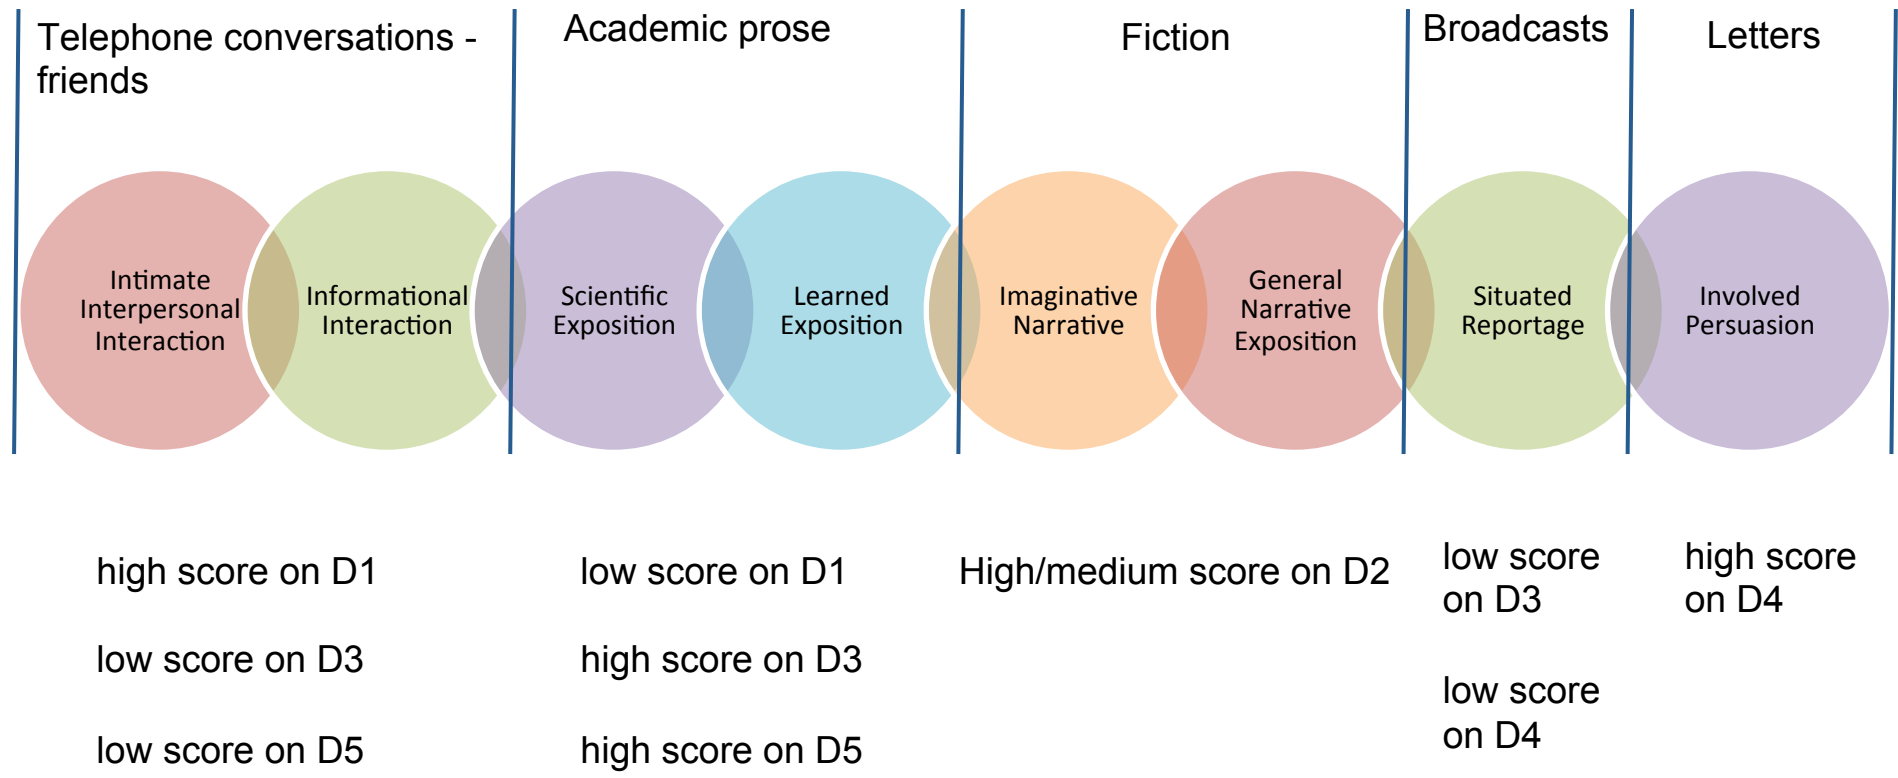 Telephone conversations -
friends
Academic prose
Fiction
Broadcasts
Letters
Intimate
Interpersonal
Interaction
Informational
Interaction
Scientific
Exposition
Learned
Exposition
Imaginative
Narrative
General
Narrative
Exposition
Situated
Reportage
Involved
Persuasion
high score on D1
low score on D3
low score on D5
low score on D1
high score on D3
high score on D5
High/medium score on D2
low score
on D3
low score
on D4
high score
on D4